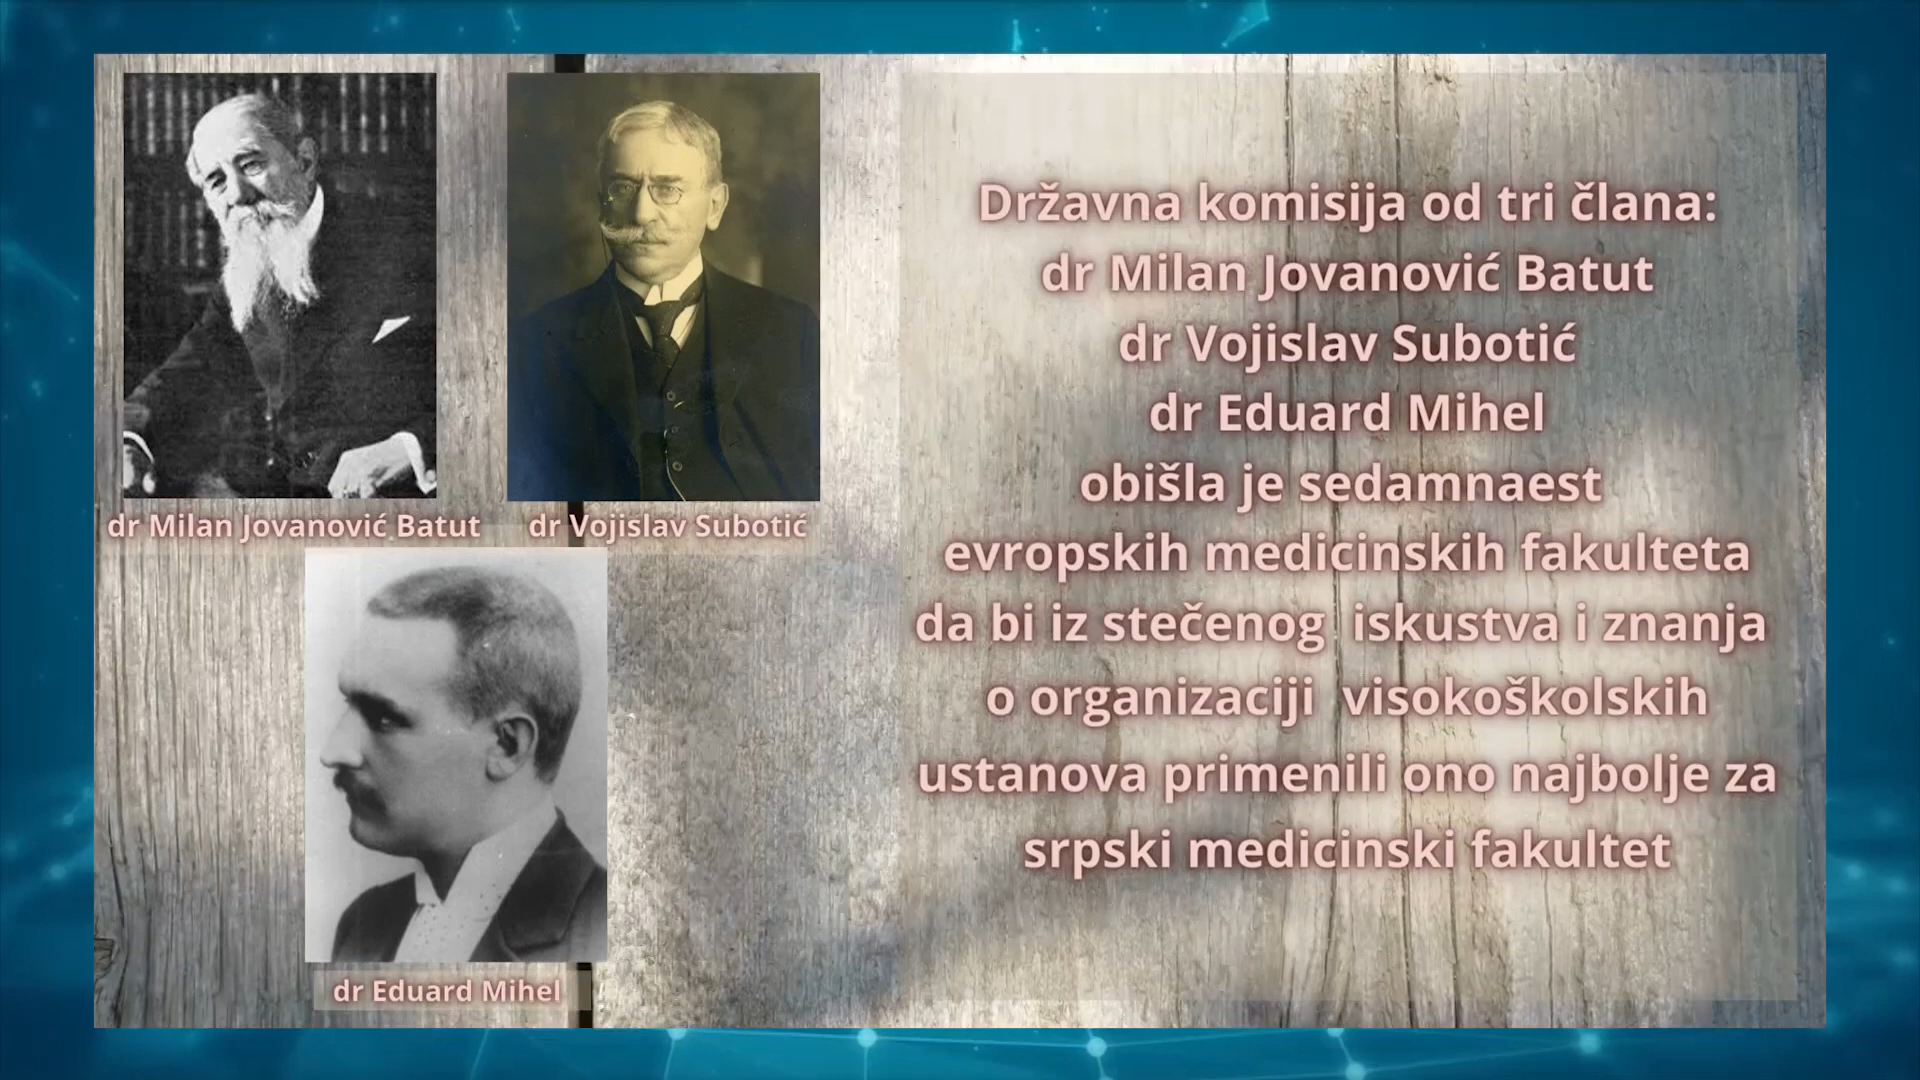 dr Milan Jovanović Batut
dr Vojislav Subotić
dr Eduard Mihel
Državna komisija od tri člana:
dr Milan Jovanović Batut
dr Vojislav Subotić
dr Eduard Mihel
obišla je sedamnaest
evropskih medicinskih fakulteta
da bi iz stečenog iskustva i znanja
o organizaciji visokoškolskih
ustanova primenili ono najbolje za
srpski medicinski fakultet